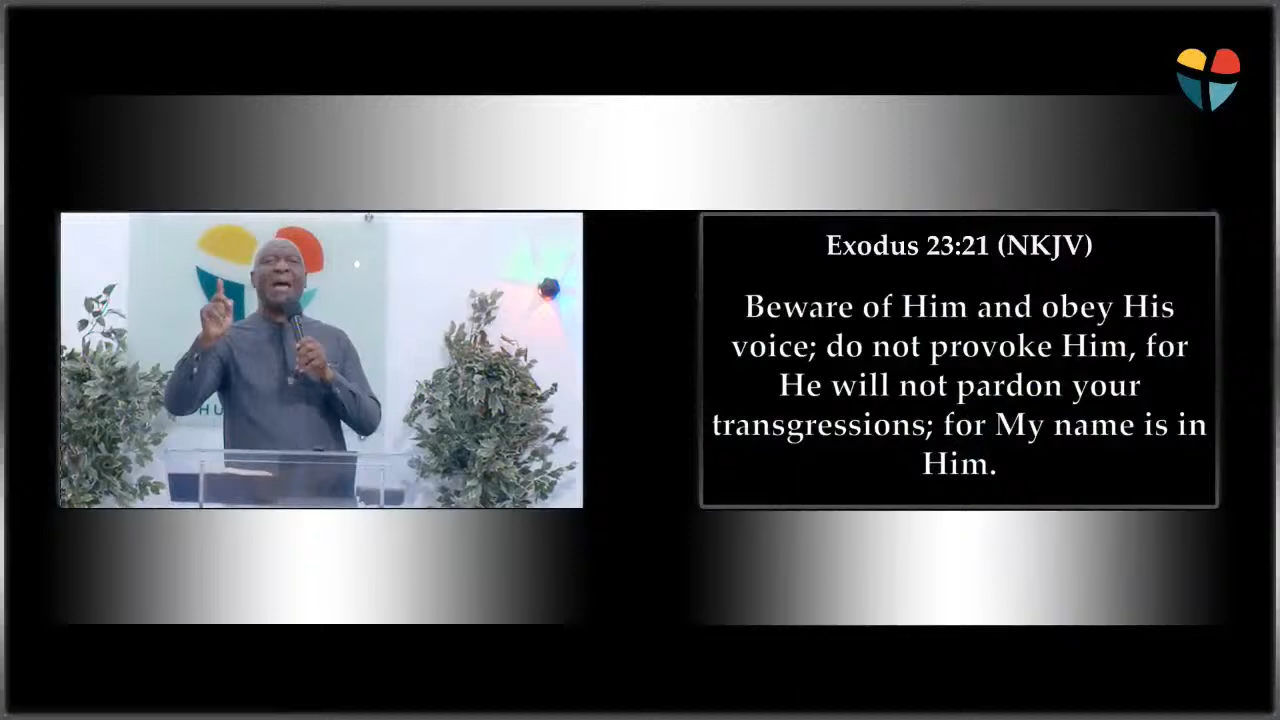 Exodus 23:21 (NKJV)
Beware of Him and obey His
voice; do not provoke Him, for
He will not pardon your
transgressions; for My name is in
Him.